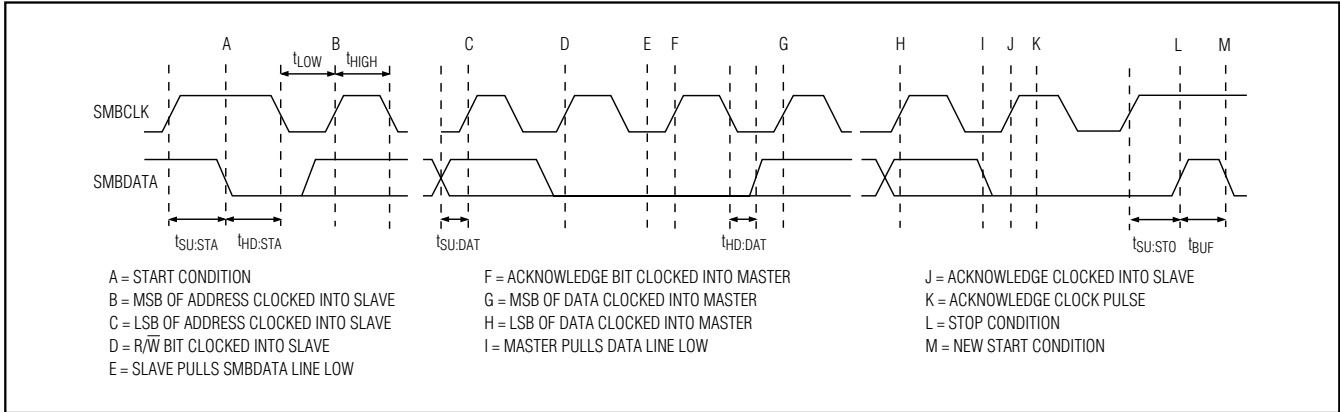 A B C D E F G H I J K L M
tLOW tHIGH
SMBCLK
SMBDATA
tSU:STA tHD:STA tSU:DAT tHD:DAT tSU:STO tBUF
A = START CONDITION
B = MSB OF ADDRESS CLOCKED INTO SLAVE
C = LSB OF ADDRESS CLOCKED INTO SLAVE
D = R/W̅ BIT CLOCKED INTO SLAVE
E = SLAVE PULLS SMBDATA LINE LOW
F = ACKNOWLEDGE BIT CLOCKED INTO MASTER
G = MSB OF DATA CLOCKED INTO MASTER
H = LSB OF DATA CLOCKED INTO MASTER
I = MASTER PULLS DATA LINE LOW
J = ACKNOWLEDGE CLOCKED INTO SLAVE
K = ACKNOWLEDGE CLOCK PULSE
L = STOP CONDITION
M = NEW START CONDITION